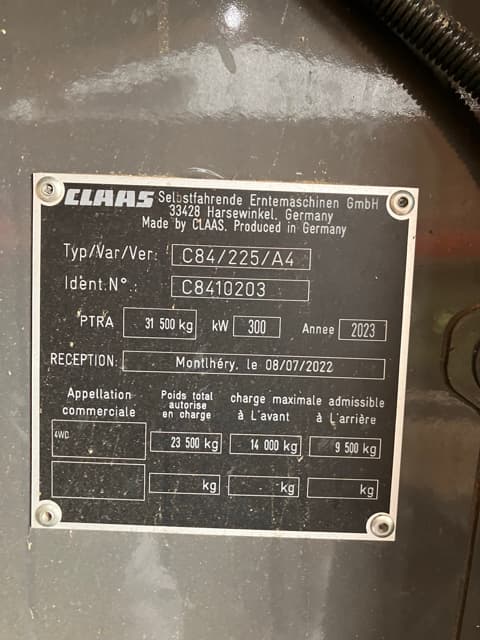 CLAAS Selbstfahrende Erntemaschinen GmbH
33428 Harsewinkel, Germany
Made by CLAAS. Produced in Germany
Typ/Var/Ver: C84/225/A4
Ident.N°.: C8410203
PTRA 31 500 kg kW 300 Annee 2023
RECEPTION: Montlhéry, le 08/07/2022
Appellation commerciale
Poids total autorise en charge
charge maximale admissible
à L'avant à L'arrière
4WD 23 500 kg 14 000 kg 9 500 kg
kg kg kg